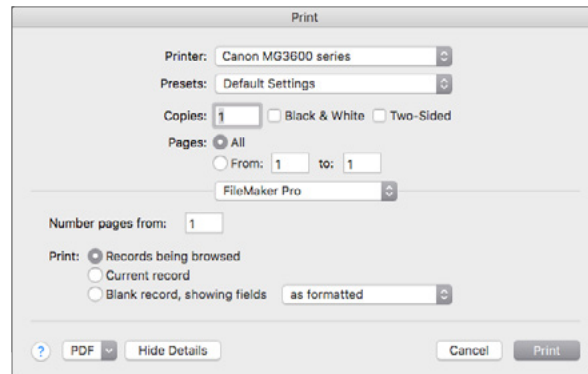 Print
Printer: Canon MG3600 series
Presets: Default Settings
Copies: 1 Black & White Two-Sided
Pages: All
From: 1 to: 1
FileMaker Pro
Number pages from: 1
Print: Records being browsed
Current record
Blank record, showing fields as formatted
? PDF Hide Details Cancel Print